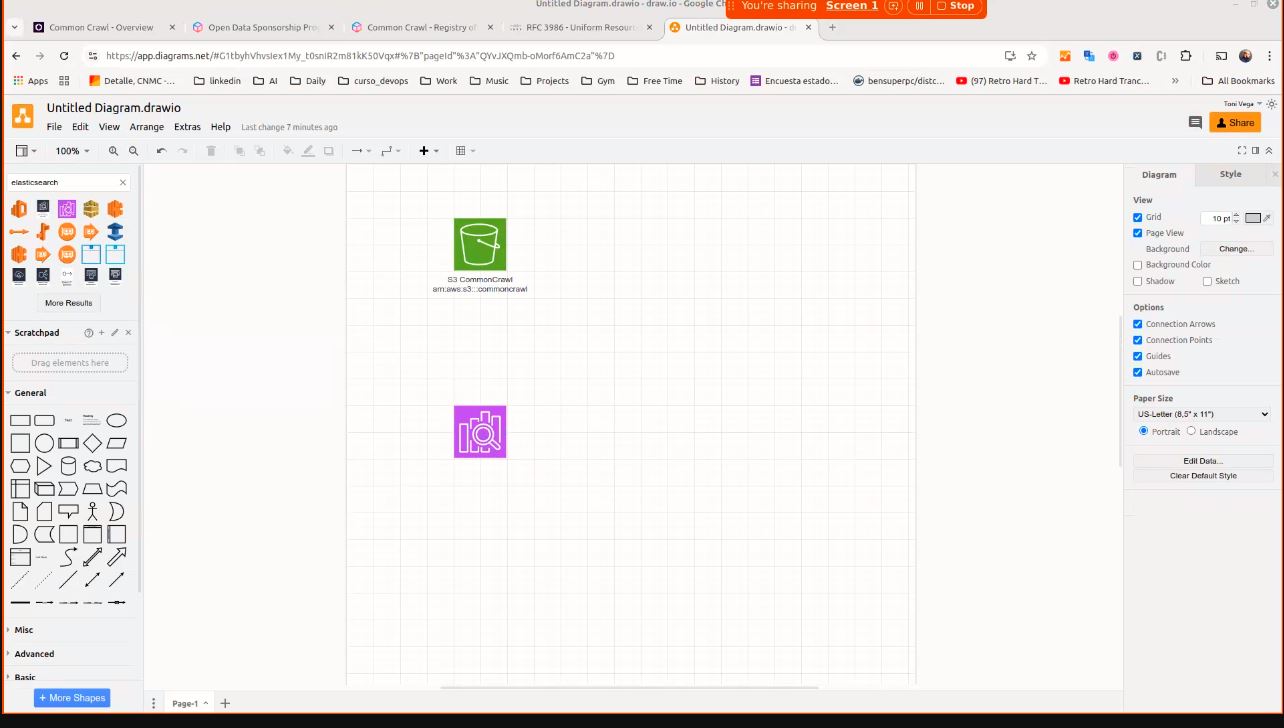 Untitled Diagram.drawio - draw.io - Google Ch
You're sharing Screen 1 Stop
Common Crawl - Overview
Open Data Sponsorship Pro
Common Crawl - Registry of
RFC 3986 - Uniform Resourc
Untitled Diagram.drawio - d
https://app.diagrams.net/#G1tbyhVhvsIex1My_t0snIR2m81kK50Vqx#%7B"pageId"%3A"QYvJXQmb-oMorf6AmC2a"%7D
Apps
Detalle, CNMC - ...
linkedin
AI
Daily
curso_devops
Work
Music
Projects
Gym
Free Time
History
Encuesta estado...
bensuperpc/distc...
(97) Retro Hard T...
Retro Hard Tranc...
All Bookmarks
Untitled Diagram.drawio
Toni Vega
File Edit View Arrange Extras Help Last change 7 minutes ago
Share
100%
elasticsearch
More Results
Scratchpad
Drag elements here
General
Text
Heading
Misc
Advanced
Basic
+ More Shapes
S3 CommonCrawl
arn:aws:s3:::commoncrawl
Page-1
Diagram Style
View
Grid 10 pt
Page View
Background Change...
Background Color
Shadow Sketch
Options
Connection Arrows
Connection Points
Guides
Autosave
Paper Size
US-Letter (8,5" x 11")
Portrait Landscape
Edit Data...
Clear Default Style